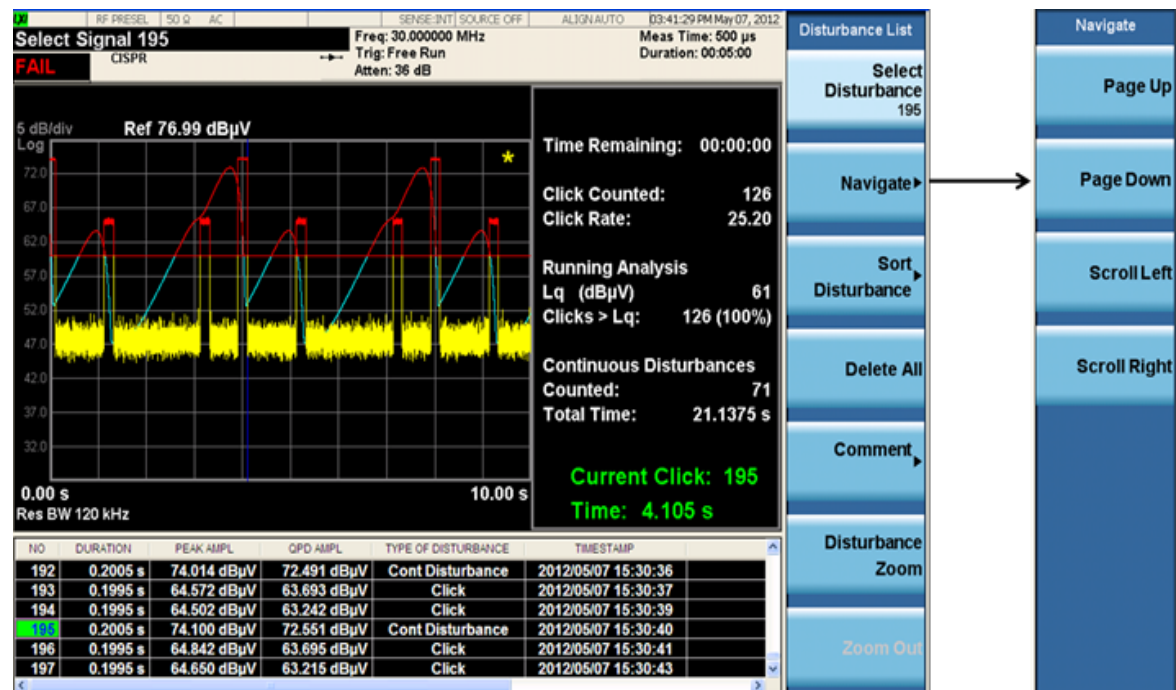 LXI RF PRESEL 50 Ω AC SENSE:INT SOURCE OFF ALIGN AUTO 03:41:29 PM May 07, 2012
Select Signal 195
Freq: 30.000000 MHz
Meas Time: 500 µs
FAIL
CISPR
Trig: Free Run
Duration: 00:05:00
Atten: 36 dB
5 dB/div
Ref 76.99 dBµV
Log
72.0
67.0
62.0
57.0
52.0
47.0
42.0
37.0
32.0
0.00 s
10.00 s
Res BW 120 kHz
Time Remaining: 00:00:00
Click Counted: 126
Click Rate: 25.20
Running Analysis
Lq (dBµV) 61
Clicks > Lq: 126 (100%)
Continuous Disturbances
Counted: 71
Total Time: 21.1375 s
Current Click: 195
Time: 4.105 s
NO DURATION PEAK AMPL QPD AMPL TYPE OF DISTURBANCE TIMESTAMP
192 0.2005 s 74.014 dBµV 72.491 dBµV Cont Disturbance 2012/05/07 15:30:36
193 0.1995 s 64.572 dBµV 63.693 dBµV Click 2012/05/07 15:30:37
194 0.1995 s 64.502 dBµV 63.242 dBµV Click 2012/05/07 15:30:39
195 0.2005 s 74.100 dBµV 72.551 dBµV Cont Disturbance 2012/05/07 15:30:40
196 0.1995 s 64.842 dBµV 63.695 dBµV Click 2012/05/07 15:30:41
197 0.1995 s 64.650 dBµV 63.215 dBµV Click 2012/05/07 15:30:43
Disturbance List
Select
Disturbance
195
Navigate
Sort
Disturbance
Delete All
Comment
Disturbance
Zoom
Zoom Out
Navigate
Page Up
Page Down
Scroll Left
Scroll Right